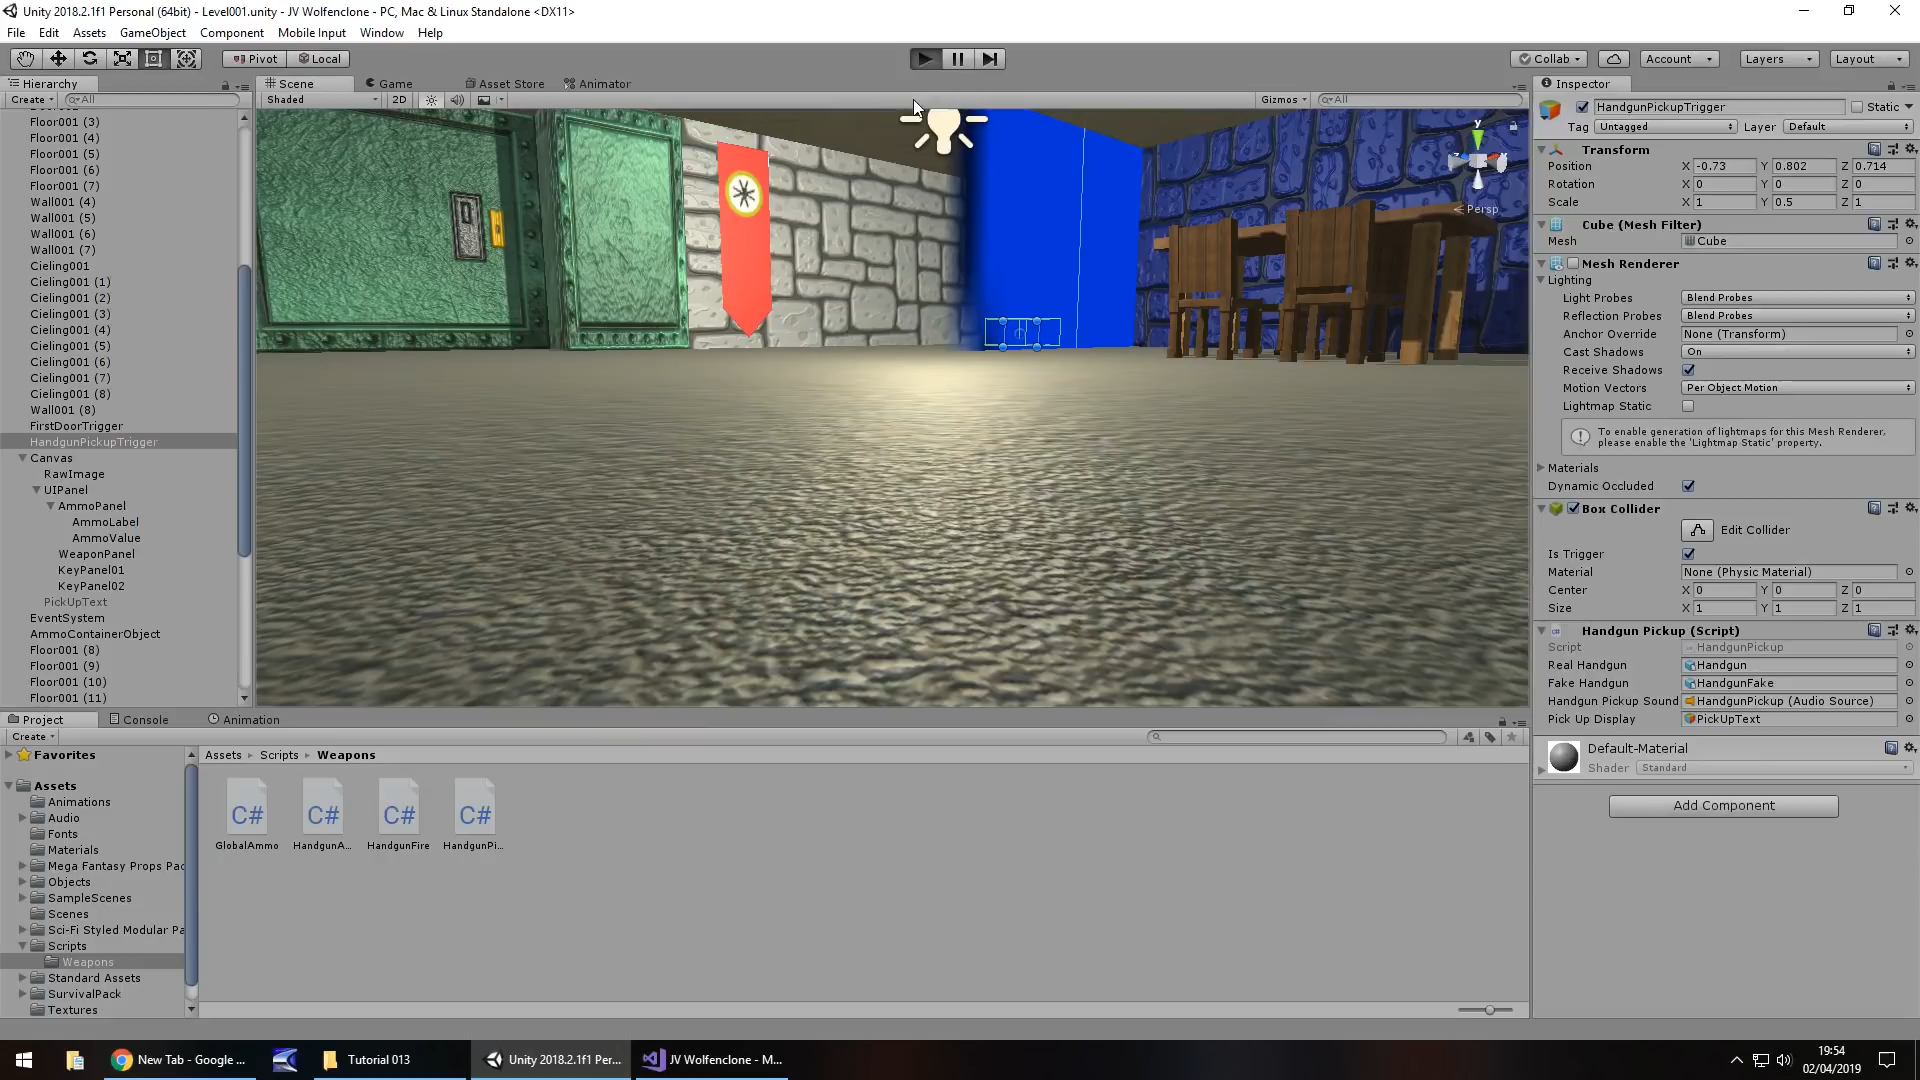 Unity 2018.2.1f1 Personal (64bit) - Level001.unity - JV Wolfenclone - PC, Mac & Linux Standalone <DX11>
File Edit Assets GameObject Component Mobile Input Window Help
Pivot Local Collab Account Layers Layout
Hierarchy
Create All
Floor001 (3)
Floor001 (4)
Floor001 (5)
Floor001 (6)
Floor001 (7)
Wall001 (4)
Wall001 (5)
Wall001 (6)
Wall001 (7)
Cieling001
Cieling001 (1)
Cieling001 (2)
Cieling001 (3)
Cieling001 (4)
Cieling001 (5)
Cieling001 (6)
Cieling001 (7)
Cieling001 (8)
Wall001 (8)
FirstDoorTrigger
HandgunPickupTrigger
Canvas
RawImage
UIPanel
AmmoPanel
AmmoLabel
AmmoValue
WeaponPanel
KeyPanel01
KeyPanel02
PickUpText
EventSystem
AmmoContainerObject
Floor001 (8)
Floor001 (9)
Floor001 (10)
Floor001 (11)
Scene Game Asset Store Animator
Shaded 2D Gizmos All
y
Persp
Inspector
HandgunPickupTrigger Static
Tag Untagged Layer Default
Transform
Position X -0.73 Y 0.802 Z 0.714
Rotation X 0 Y 0 Z 0
Scale X 1 Y 0.5 Z 1
Cube (Mesh Filter)
Mesh Cube
Mesh Renderer
Lighting
Light Probes Blend Probes
Reflection Probes Blend Probes
Anchor Override None (Transform)
Cast Shadows On
Receive Shadows
Motion Vectors Per Object Motion
Lightmap Static
To enable generation of lightmaps for this Mesh Renderer,
please enable the 'Lightmap Static' property.
Materials
Dynamic Occluded
Box Collider
Edit Collider
Is Trigger
Material None (Physic Material)
Center X 0 Y 0 Z 0
Size X 1 Y 1 Z 1
Handgun Pickup (Script)
Script HandgunPickup
Real Handgun Handgun
Fake Handgun HandgunFake
Handgun Pickup Sound HandgunPickup (Audio Source)
Pick Up Display PickUpText
Default-Material
Shader Standard
Add Component
Project Console Animation
Create
Favorites
Assets
Animations
Audio
Fonts
Materials
Mega Fantasy Props Pac
Objects
SampleScenes
Scenes
Sci-Fi Styled Modular Pa
Scripts
Weapons
Standard Assets
SurvivalPack
Textures
Assets Scripts Weapons
C# C# C# C#
GlobalAmmo HandgunA... HandgunFire HandgunPi...
New Tab - Google ... Tutorial 013 Unity 2018.2.1f1 Per... JV Wolfenclone - M...
19:54
02/04/2019